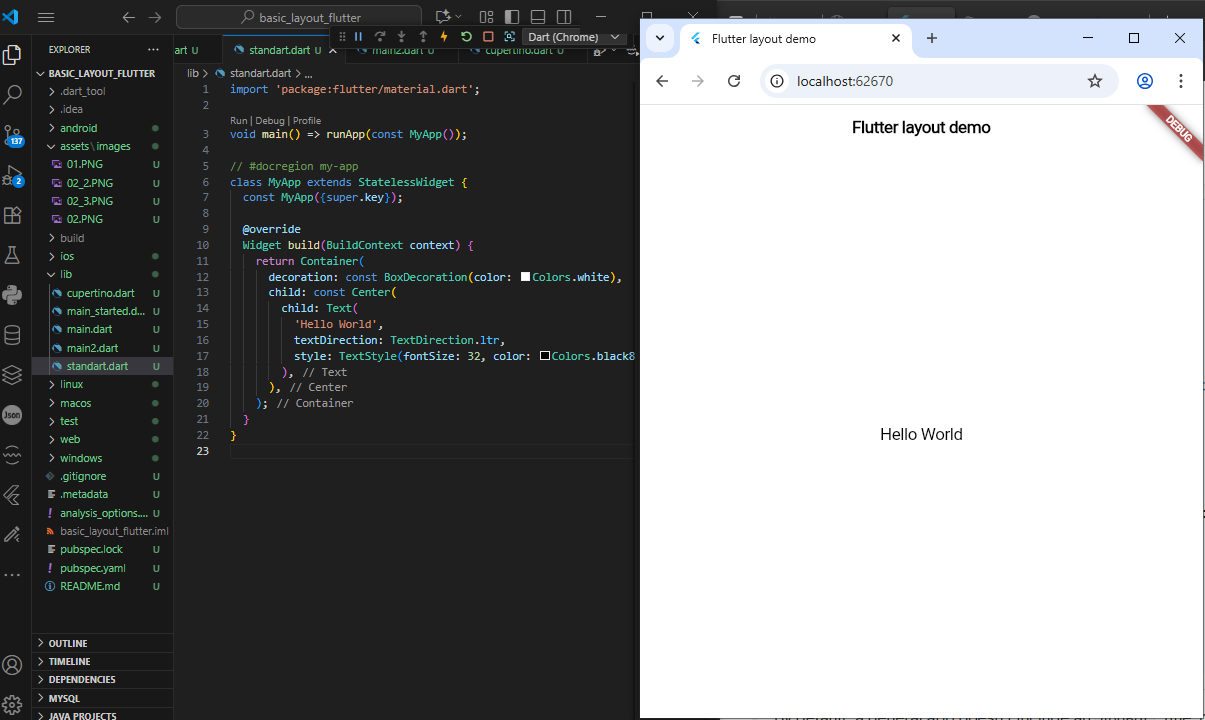 basic_layout_flutter
EXPLORER
BASIC_LAYOUT_FLUTTER
.dart_tool
.idea
android
assets\images
01.PNG U
02_2.PNG U
02_3.PNG U
02.PNG U
build
ios
lib
cupertino.dart U
main_started.d... U
main.dart U
main2.dart U
standart.dart U
linux
macos
test
web
windows
.gitignore U
.metadata U
analysis_options.... U
basic_layout_flutter.iml
pubspec.lock U
pubspec.yaml U
README.md U
OUTLINE
TIMELINE
DEPENDENCIES
MYSQL
JAVA PROJECTS
137
2
Json
art U
standart.dart U
main2.dart U
cupertino.dart U
Dart (Chrome)
lib > standart.dart > ...
1 import 'package:flutter/material.dart';
2
Run | Debug | Profile
3 void main() => runApp(const MyApp());
4
5 // #docregion my-app
6 class MyApp extends StatelessWidget {
7 const MyApp({super.key});
8
9 @override
10 Widget build(BuildContext context) {
11 return Container(
12 decoration: const BoxDecoration(color: Colors.white),
13 child: const Center(
14 child: Text(
15 'Hello World',
16 textDirection: TextDirection.ltr,
17 style: TextStyle(fontSize: 32, color: Colors.black8
18 ), // Text
19 ), // Center
20 ); // Container
21 }
22 }
23
Flutter layout demo
localhost:62670
Flutter layout demo
DEBUG
Hello World